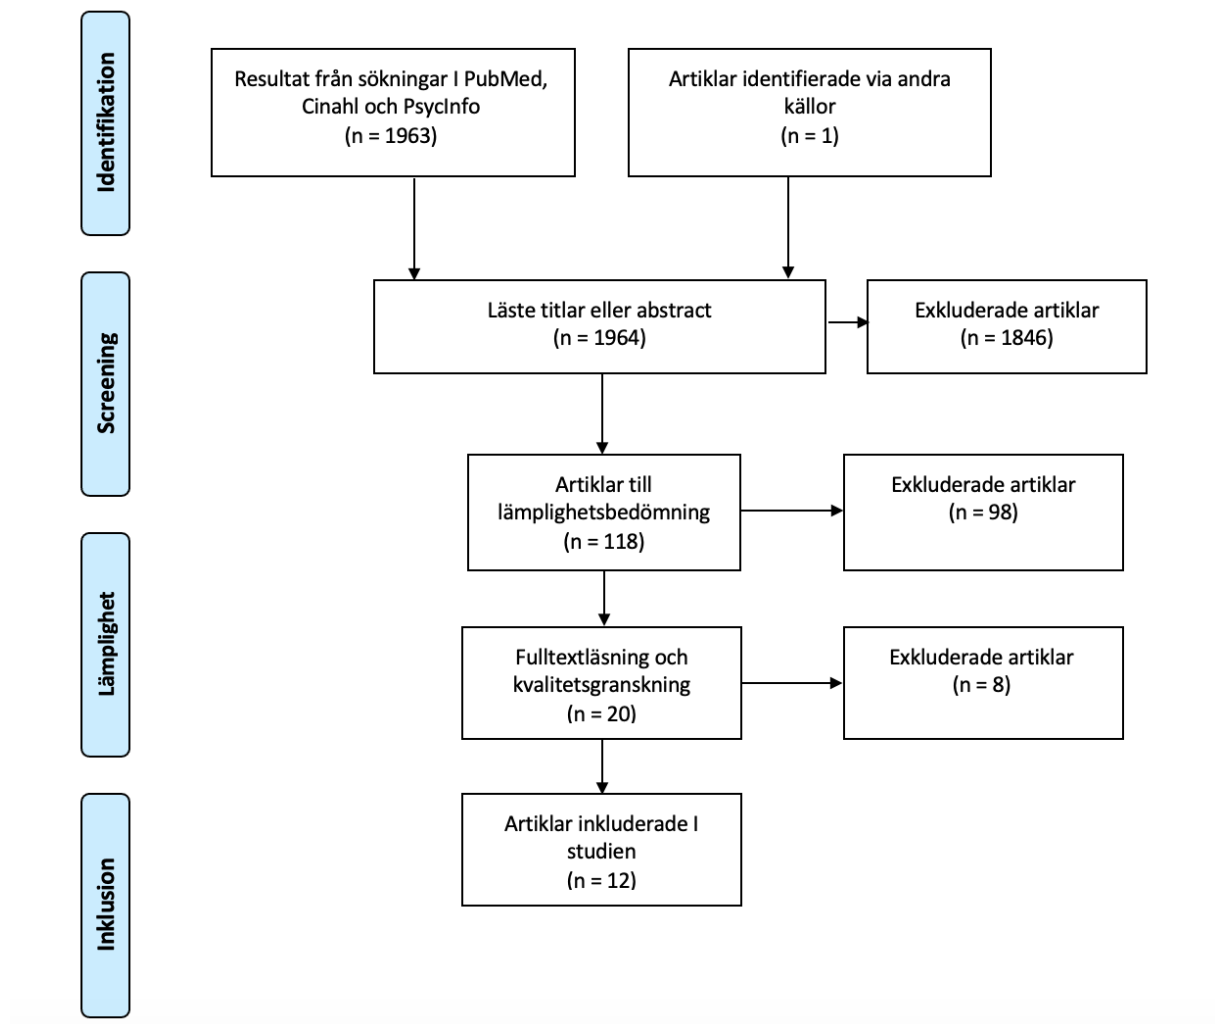 Identifikation
Resultat från sökningar I PubMed,
Cinahl och PsycInfo
(n = 1963)
Artiklar identifierade via andra
källor
(n = 1)
Screening
Läste titlar eller abstract
(n = 1964)
Exkluderade artiklar
(n = 1846)
Artiklar till
lämplighetsbedömning
(n = 118)
Exkluderade artiklar
(n = 98)
Lämplighet
Fulltextläsning och
kvalitetsgranskning
(n = 20)
Exkluderade artiklar
(n = 8)
Inklusion
Artiklar inkluderade I
studien
(n = 12)